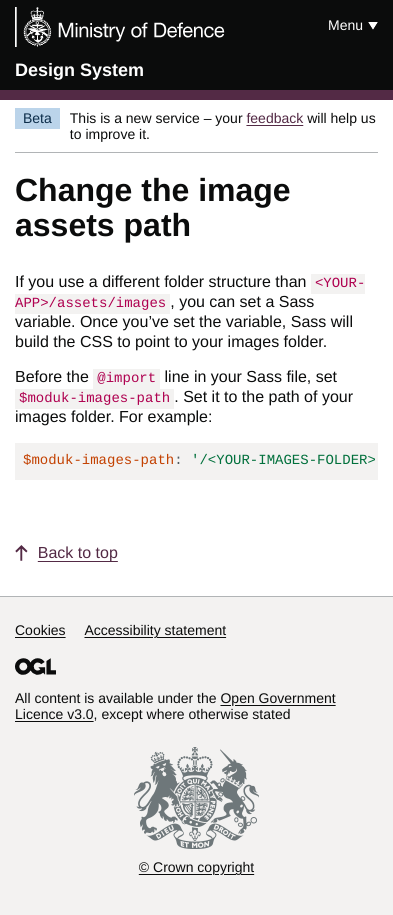 Ministry of Defence
Menu
Design System
Beta
This is a new service – your feedback will help us
to improve it.
Change the image
assets path
If you use a different folder structure than <YOUR-
APP>/assets/images, you can set a Sass
variable. Once you’ve set the variable, Sass will
build the CSS to point to your images folder.
Before the @import line in your Sass file, set
$moduk-images-path. Set it to the path of your
images folder. For example:
$moduk-images-path: '/<YOUR-IMAGES-FOLDER>
Back to top
Cookies Accessibility statement
OGL
All content is available under the Open Government
Licence v3.0, except where otherwise stated
DIEU ET MON DROIT
© Crown copyright